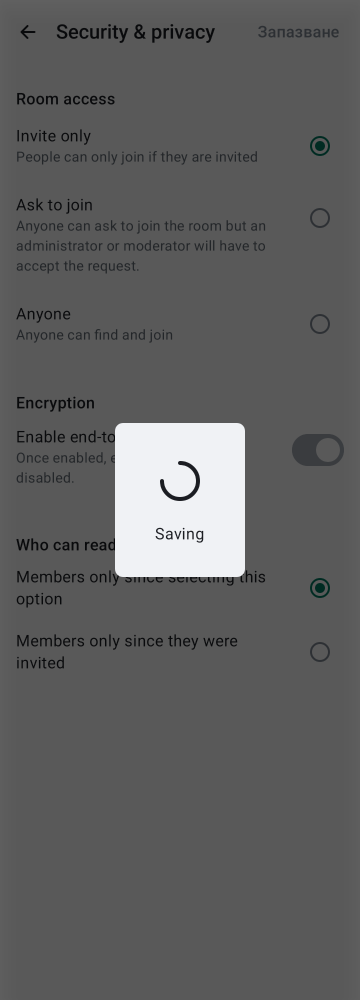 Security & privacy
Запазване
Room access
Invite only
People can only join if they are invited
Ask to join
Anyone can ask to join the room but an
administrator or moderator will have to
accept the request.
Anyone
Anyone can find and join
Encryption
Enable end-to
Once enabled, e
disabled.
Saving
Who can read
Members only since selecting this
option
Members only since they were
invited